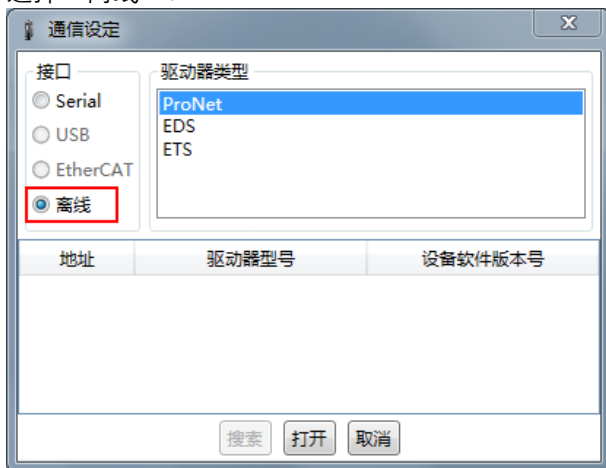 通信设定
接口
驱动器类型
Serial
USB
EtherCAT
离线
ProNet
EDS
ETS
地址 驱动器型号 设备软件版本号
搜索 打开 取消